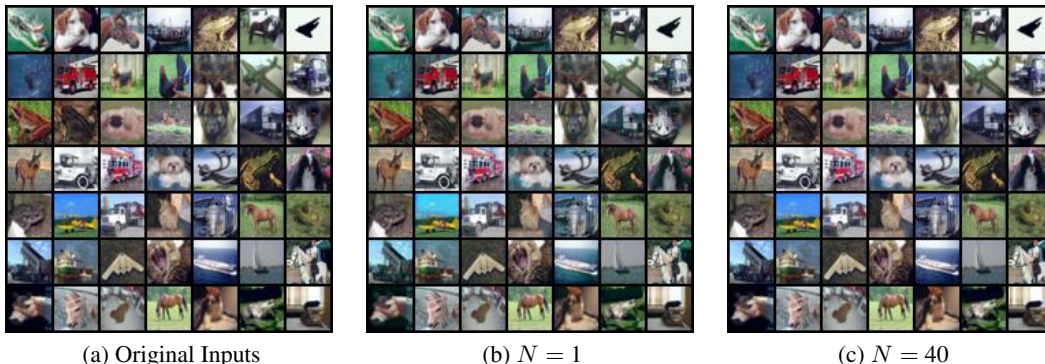 (a) Original Inputs
(b) N = 1
(c) N = 40